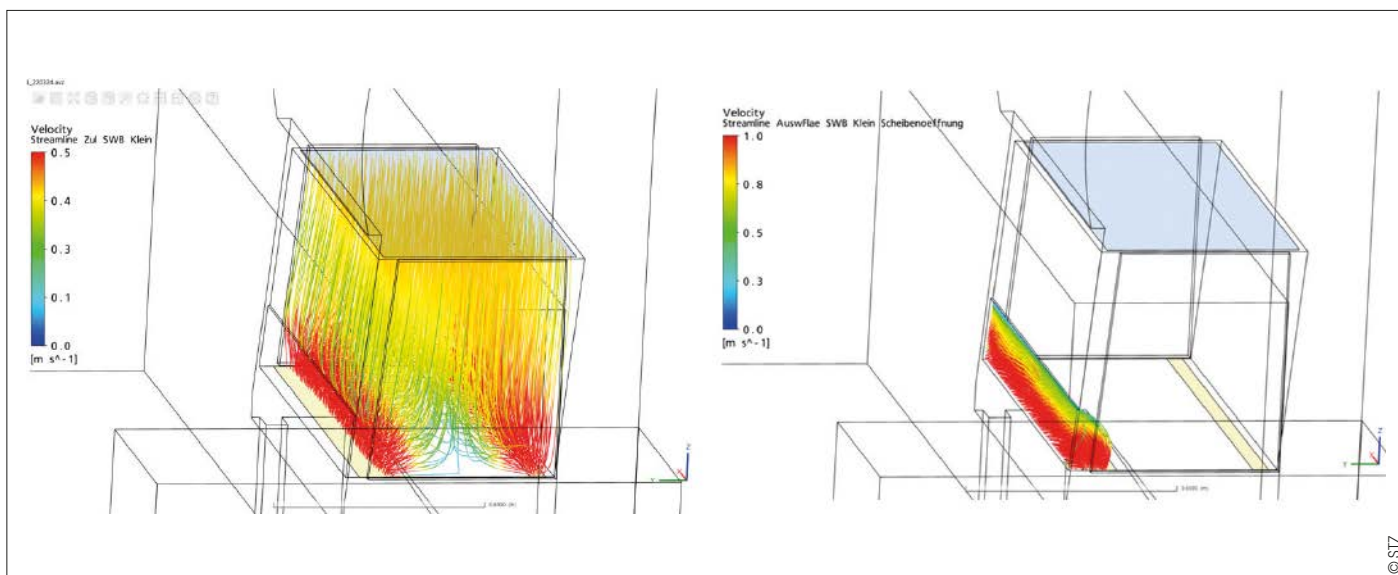 Velocity
Streamline Zul SWB Klein
0.5
0.4
0.3
0.1
0.0
[m s^-1]
Velocity
Streamline AuswFlae SWB Klein Scheibenoeffnung
1.0
0.8
0.5
0.3
0.0
[m s^-1]
© STZ